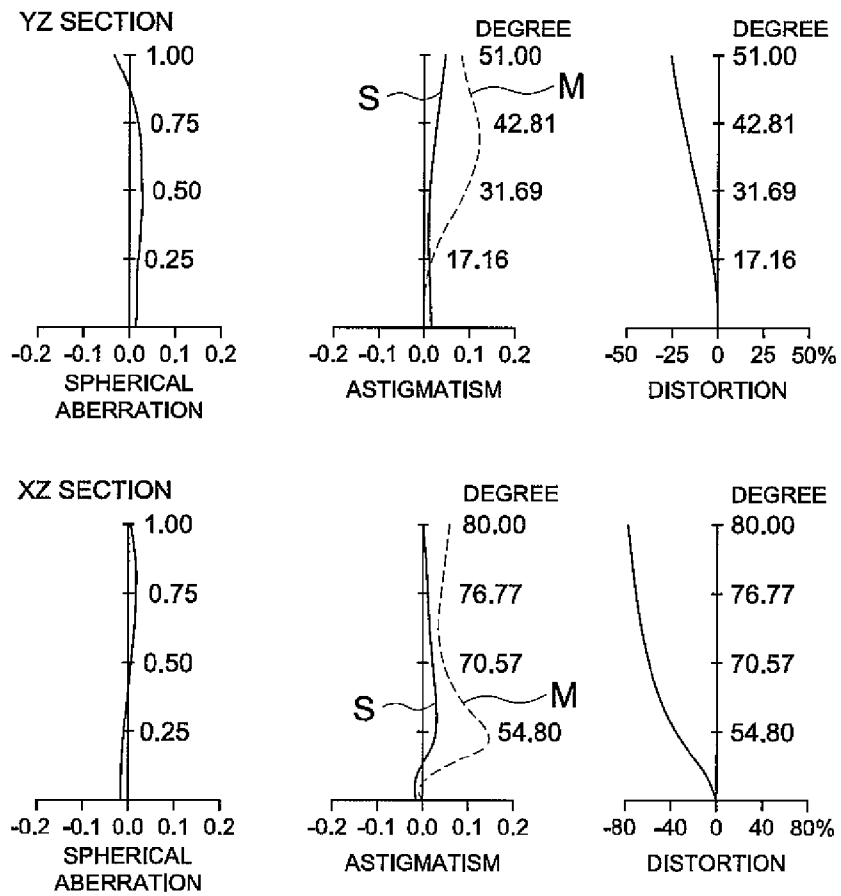 YZ SECTION
1.00
0.75
0.50
0.25
-0.2 -0.1 0.0 0.1 0.2
SPHERICAL
ABERRATION
DEGREE
51.00
S
M
42.81
31.69
17.16
-0.2 -0.1 0.0 0.1 0.2
ASTIGMATISM
DEGREE
51.00
42.81
31.69
17.16
-50 -25 0 25 50%
DISTORTION
XZ SECTION
1.00
0.75
0.50
0.25
-0.2 -0.1 0.0 0.1 0.2
SPHERICAL
ABERRATION
DEGREE
80.00
76.77
70.57
S
M
54.80
-0.2 -0.1 0.0 0.1 0.2
ASTIGMATISM
DEGREE
80.00
76.77
70.57
54.80
-80 -40 0 40 80%
DISTORTION